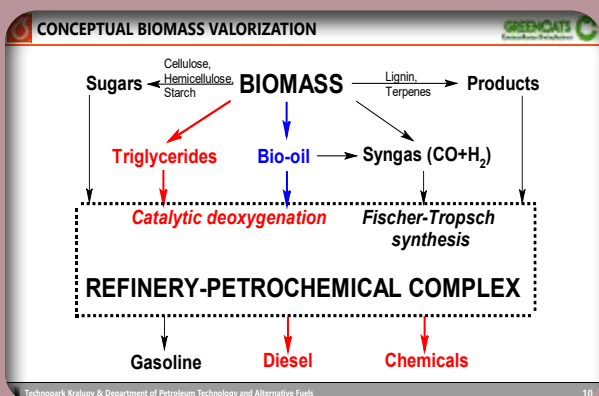 CONCEPTUAL BIOMASS VALORIZATION
GREENCATS
Cellulose,
Hemicellulose,
Starch
Sugars
BIOMASS
Lignin,
Terpenes
Products
Triglycerides
Bio-oil
Syngas (CO+H₂)
Catalytic deoxygenation
Fischer-Tropsch
synthesis
REFINERY-PETROCHEMICAL COMPLEX
Gasoline
Diesel
Chemicals
Technopark Kralupy & Department of Petroleum Technology and Alternative Fuels
10